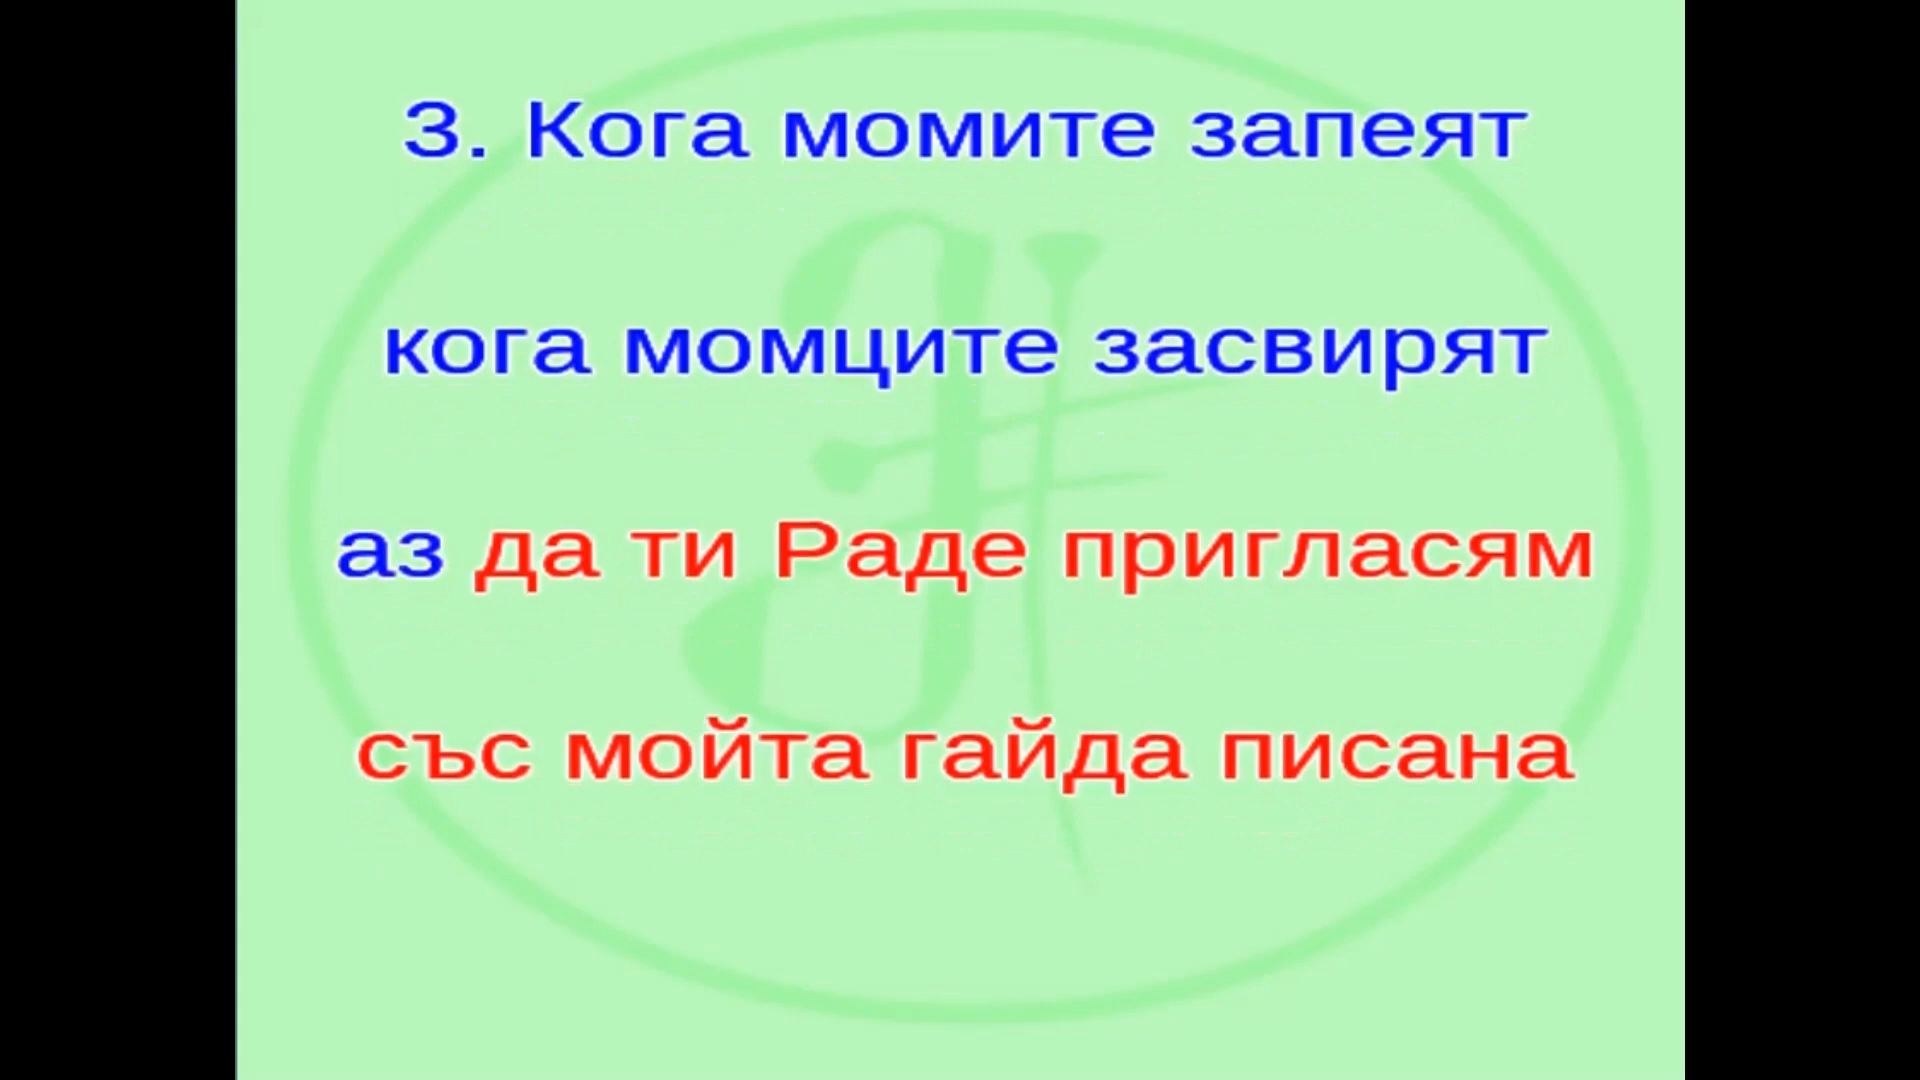 3. Кога момите запеят
кога момците засвирят
аз да ти Раде пригласям
със мойта гайда писана